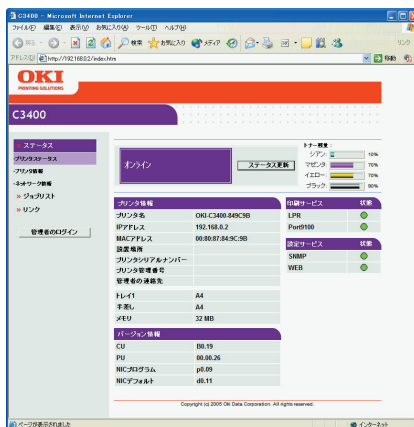 C3400 - Microsoft Internet Explorer
ファイル(F) 編集(E) 表示(V) お気に入り(A) ツール(T) ヘルプ(H)
戻る 検索 お気に入り メディア リンク
アドレス(D) http://192.168.0.2/index.htm 移動
OKI
PRINTING SOLUTIONS
C3400
ステータス
プリンタステータス
プリンタ情報
ネットワーク情報
» ジョブリスト
» リンク
管理者のログイン
オンライン
ステータス更新
トナー残量:
シアン: 10%
マゼンタ: 70%
イエロー: 70%
ブラック: 90%
プリンタ情報
プリンタ名 OKI-C3400-849C9B
IPアドレス 192.168.0.2
MACアドレス 00:80:87:84:9C:9B
設置場所
プリンタシリアルナンバー
プリンタ管理番号
管理者の連絡先
トレイ1 A4
手差し A4
メモリ 32 MB
バージョン情報
CU B0.19
PU 00.00.26
NICプログラム p0.09
NICデフォルト d0.11
印刷サービス 状態
LPR
Port9100
設定サービス 状態
SNMP
WEB
Copyright (c) 2005 Oki Data Corporation. All rights reserved.
ページが表示されました インターネット